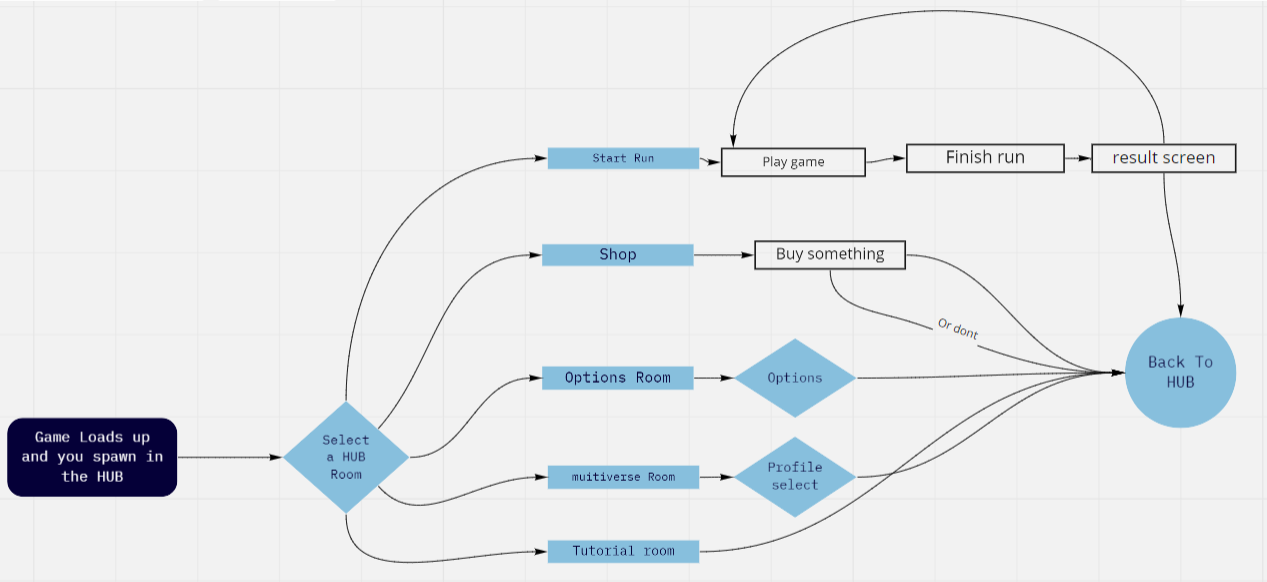 Start Run
Play game
Finish run
result screen
Shop
Buy something
Or dont
Back To
HUB
Options Room
Options
Game Loads up
and you spawn in
the HUB
Select
a HUB
Room
muitiverse Room
Profile
select
Tutorial room